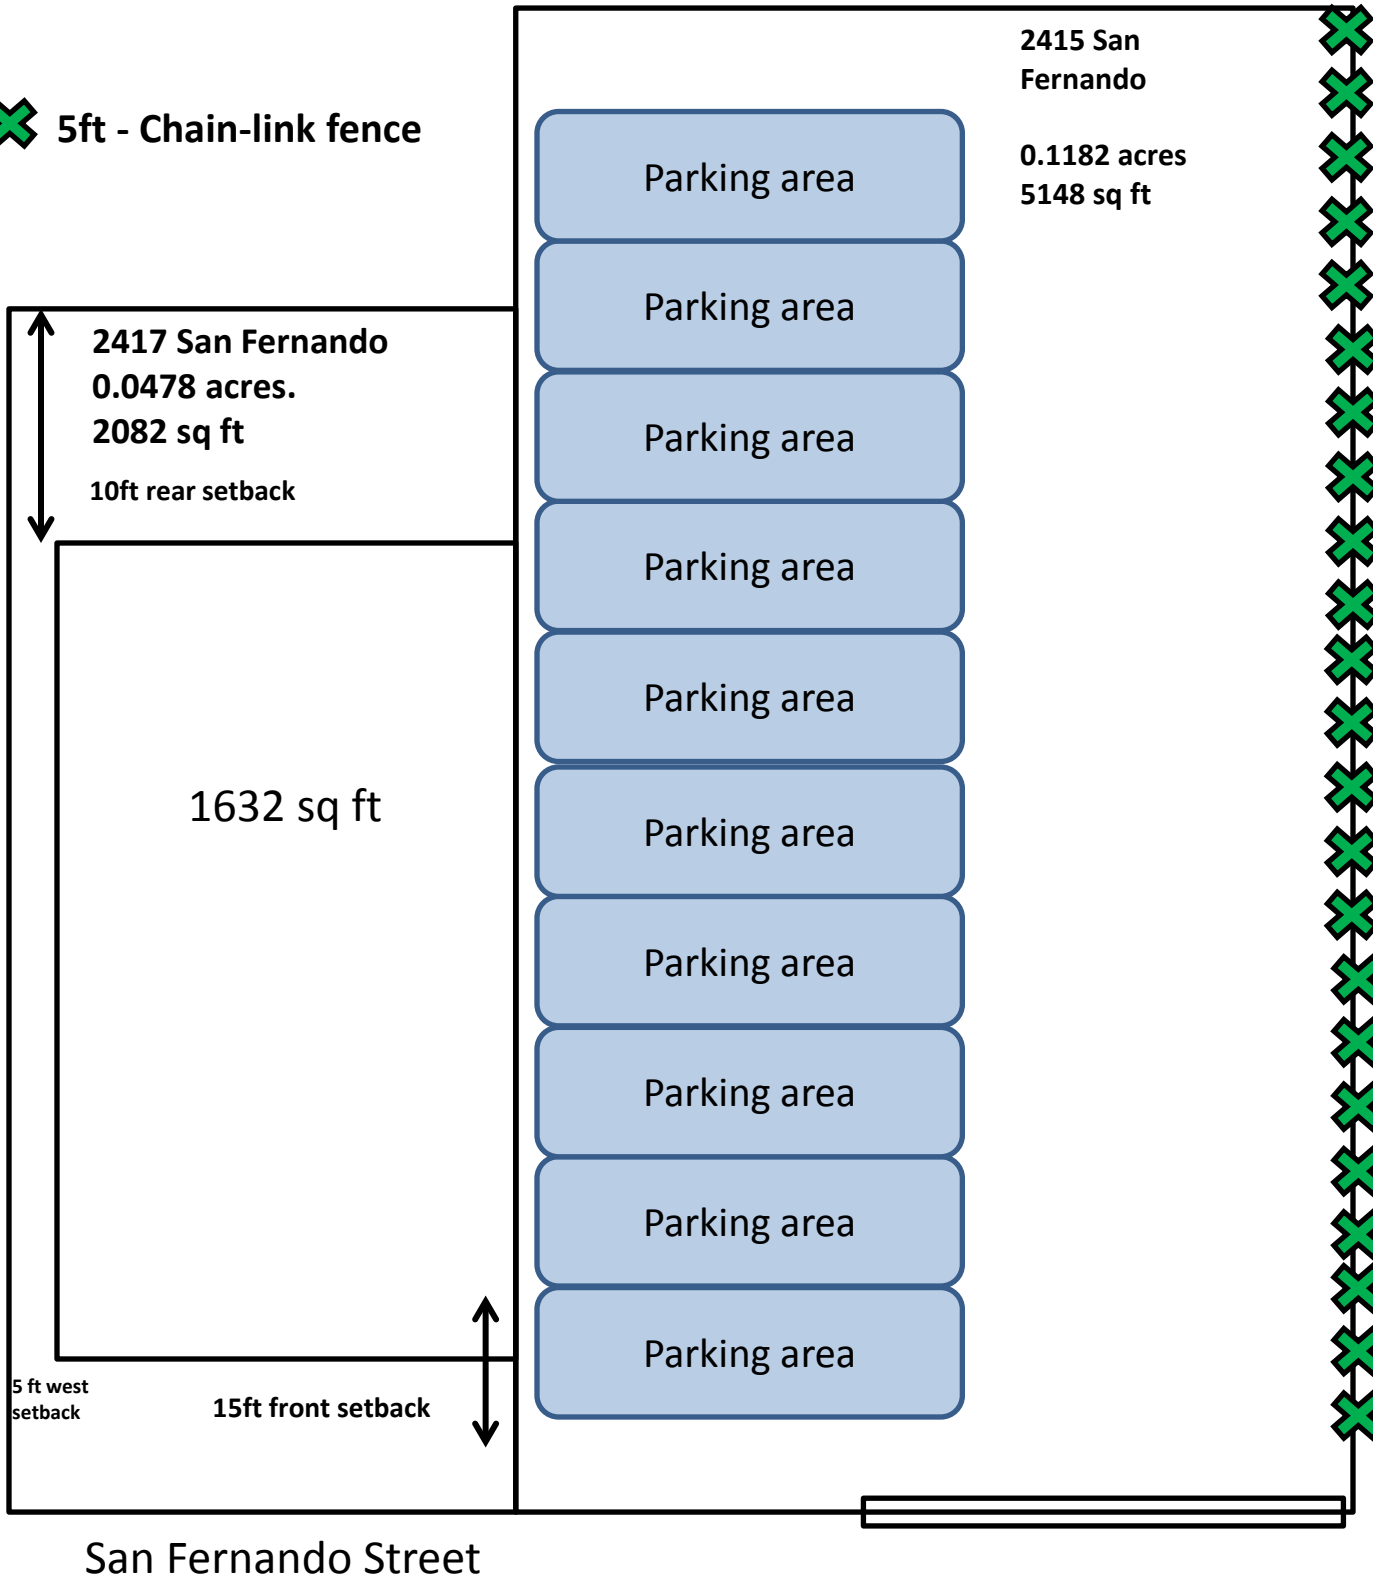 5ft - Chain-link fence
2415 San
Fernando
0.1182 acres
5148 sq ft
2417 San Fernando
0.0478 acres.
2082 sq ft
10ft rear setback
1632 sq ft
Parking area
Parking area
Parking area
Parking area
Parking area
Parking area
Parking area
Parking area
Parking area
Parking area
5 ft west
setback
15ft front setback
San Fernando Street